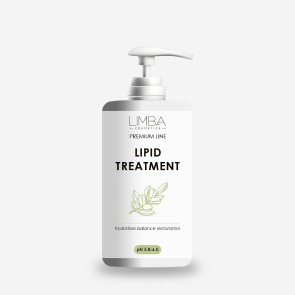 LIMBA
COSMETICS
PREMIUM LINE
LIPID
TREATMENT
hydration balance restoration
pH 5.8-6.0